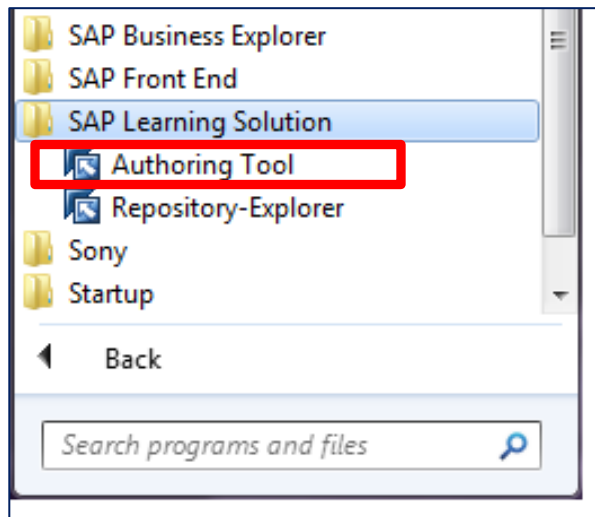 SAP Business Explorer
SAP Front End
SAP Learning Solution
Authoring Tool
Repository-Explorer
Sony
Startup
Back
Search programs and files